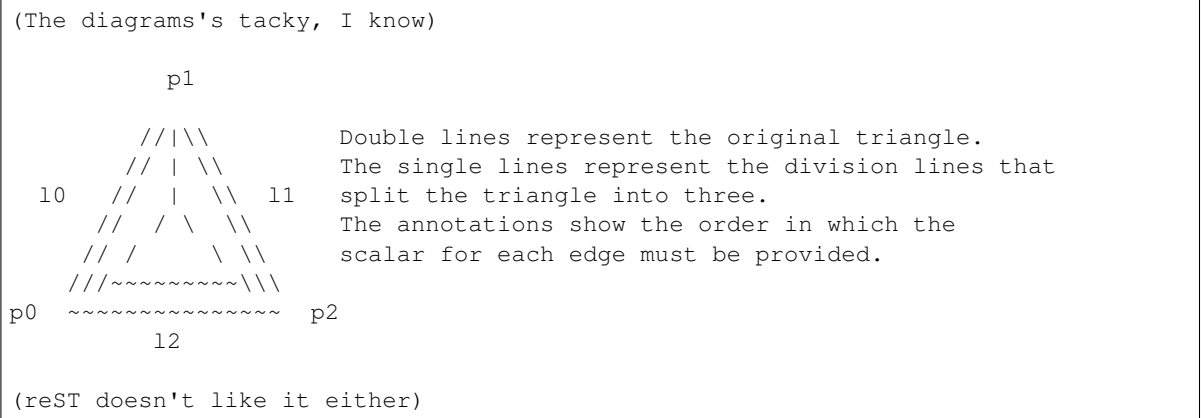 (The diagrams's tacky, I know)
p1
//|\\ Double lines represent the original triangle.
// | \\ The single lines represent the division lines that
l0 // | \\ l1 split the triangle into three.
// / \ \\ The annotations show the order in which the
// / \ \\ scalar for each edge must be provided.
///~~~~~~~~~\\\
p0 ~~~~~~~~~~~~~~~ p2
l2
(reST doesn't like it either)